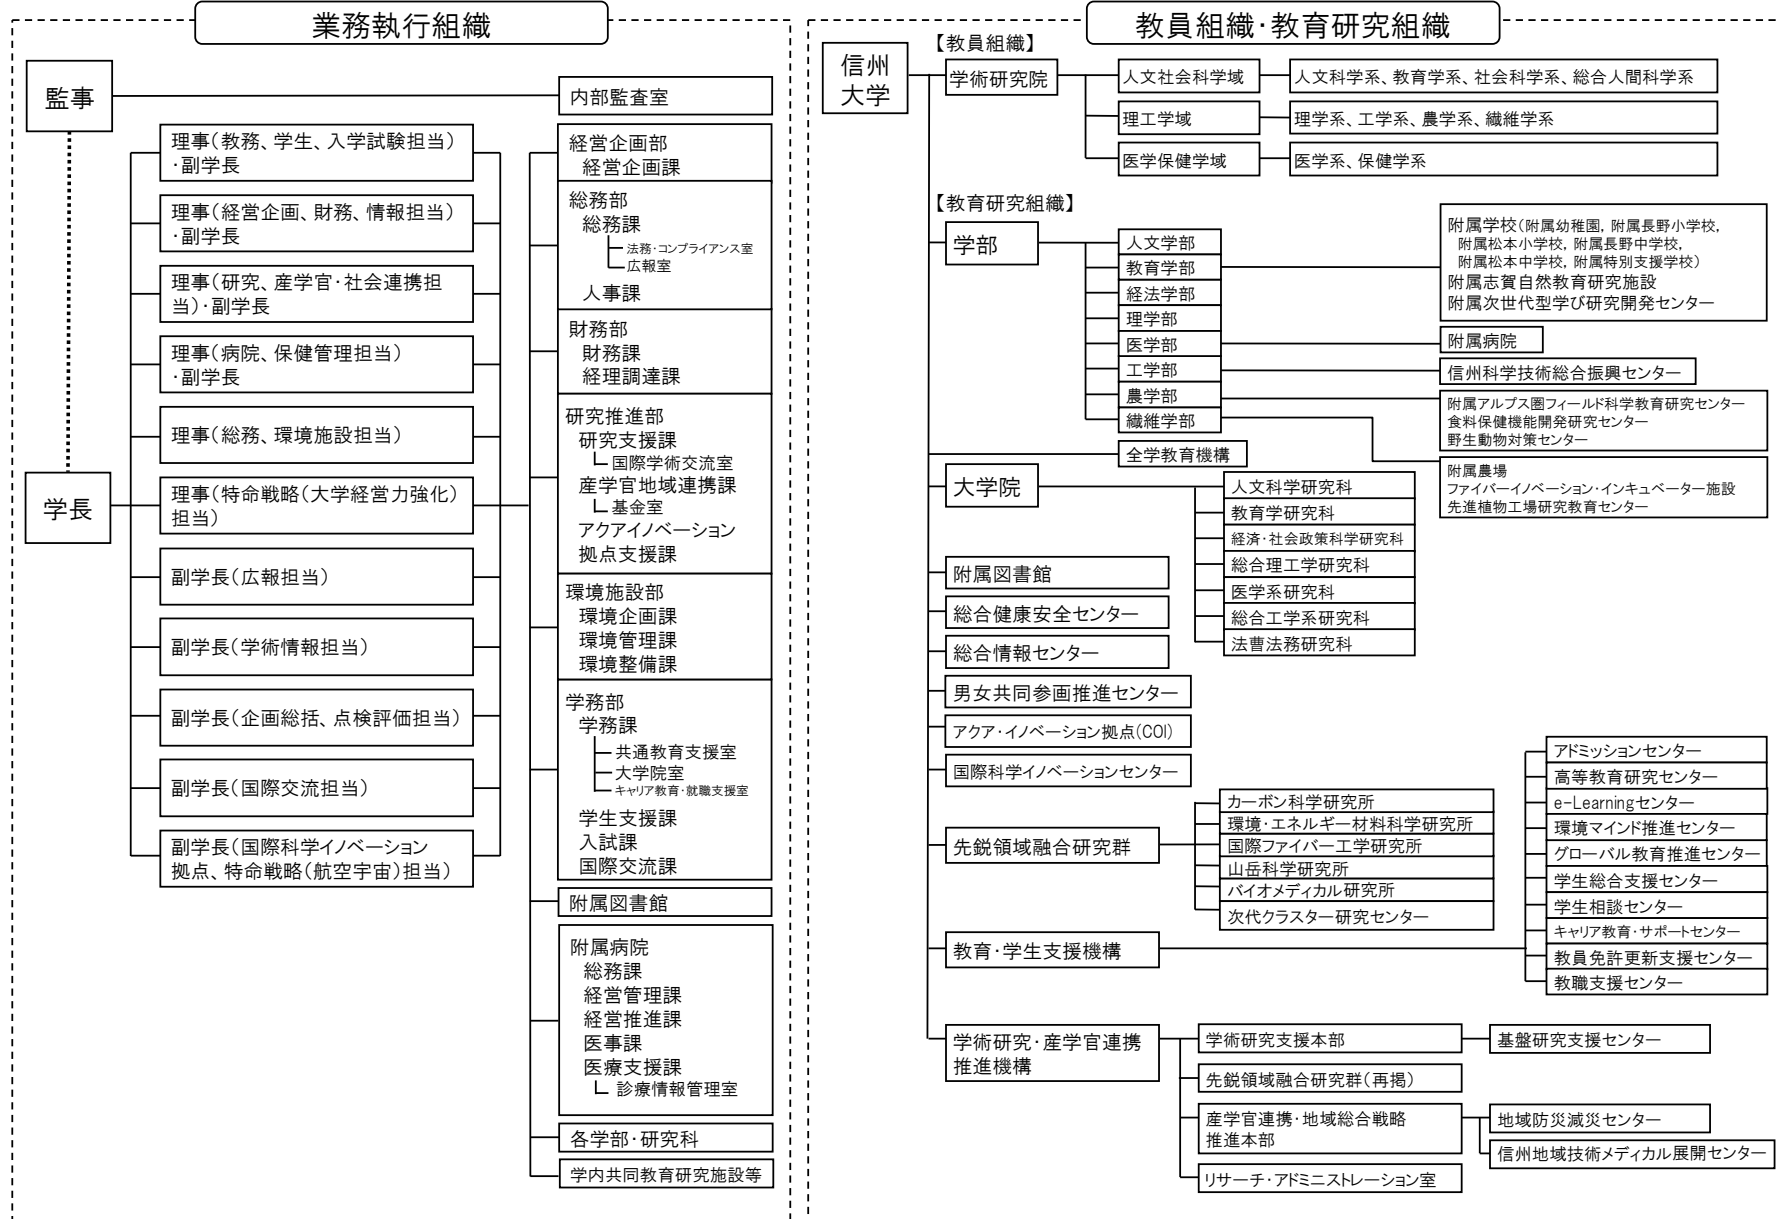 業務執行組織
監事
内部監査室
学長
理事(教務、学生、入学試験担当)
・副学長
理事(経営企画、財務、情報担当)
・副学長
理事(研究、産学官・社会連携担
当)・副学長
理事(病院、保健管理担当)
・副学長
理事(総務、環境施設担当)
理事(特命戦略(大学経営力強化)
担当)
副学長(広報担当)
副学長(学術情報担当)
副学長(企画総括、点検評価担当)
副学長(国際交流担当)
副学長(国際科学イノベーション
拠点、特命戦略(航空宇宙)担当)
経営企画部
経営企画課
総務部
総務課
法務・コンプライアンス室
広報室
人事課
財務部
財務課
経理調達課
研究推進部
研究支援課
国際学術交流室
産学官地域連携課
基金室
アクアイノベーション
拠点支援課
環境施設部
環境企画課
環境管理課
環境整備課
学務部
学務課
共通教育支援室
大学院室
キャリア教育・就職支援室
学生支援課
入試課
国際交流課
附属図書館
附属病院
総務課
経営管理課
経営推進課
医事課
医療支援課
診療情報管理室
各学部・研究科
学内共同教育研究施設等
教員組織・教育研究組織
信州
大学
【教員組織】
学術研究院
人文社会科学域
人文科学系、教育学系、社会科学系、総合人間科学系
理工学域
理学系、工学系、農学系、繊維学系
医学保健学域
医学系、保健学系
【教育研究組織】
学部
人文学部
教育学部
経法学部
理学部
医学部
工学部
農学部
繊維学部
附属学校(附属幼稚園, 附属長野小学校,
附属松本小学校, 附属長野中学校,
附属松本中学校, 附属特別支援学校)
附属志賀自然教育研究施設
附属次世代型学び研究開発センター
附属病院
信州科学技術総合振興センター
附属アルプス圏フィールド科学教育研究センター
食料保健機能開発研究センター
野生動物対策センター
附属農場
ファイバーイノベーション・インキュベーター施設
先進植物工場研究教育センター
全学教育機構
大学院
人文科学研究科
教育学研究科
経済・社会政策科学研究科
総合理工学研究科
医学系研究科
総合工学系研究科
法曹法務研究科
附属図書館
総合健康安全センター
総合情報センター
男女共同参画推進センター
アクア・イノベーション拠点(COI)
国際科学イノベーションセンター
先鋭領域融合研究群
カーボン科学研究所
環境・エネルギー材料科学研究所
国際ファイバー工学研究所
山岳科学研究所
バイオメディカル研究所
次代クラスター研究センター
教育・学生支援機構
アドミッションセンター
高等教育研究センター
e-Learningセンター
環境マインド推進センター
グローバル教育推進センター
学生総合支援センター
学生相談センター
キャリア教育・サポートセンター
教員免許更新支援センター
教職支援センター
学術研究・産学官連携
推進機構
学術研究支援本部
基盤研究支援センター
先鋭領域融合研究群(再掲)
産学官連携・地域総合戦略
推進本部
地域防災減災センター
信州地域技術メディカル展開センター
リサーチ・アドミニストレーション室